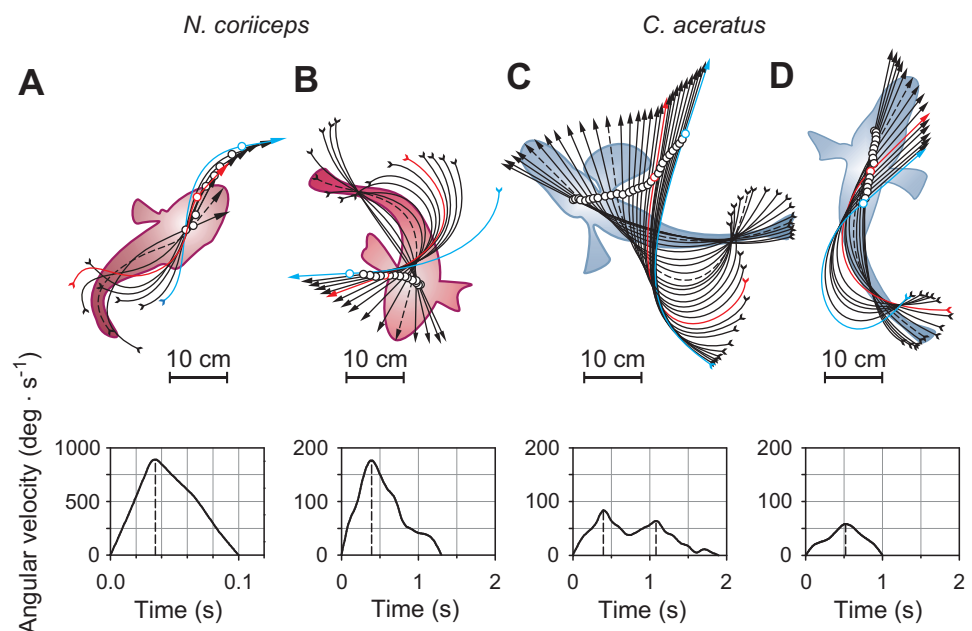 N. coriiceps
C. aceratus
A
B
C
D
10 cm
10 cm
10 cm
10 cm
Angular velocity (deg · s⁻¹)
1000
500
0
0.0
0.1
Time (s)
200
100
0
0
1
2
Time (s)
200
100
0
0
1
2
Time (s)
200
100
0
0
1
2
Time (s)